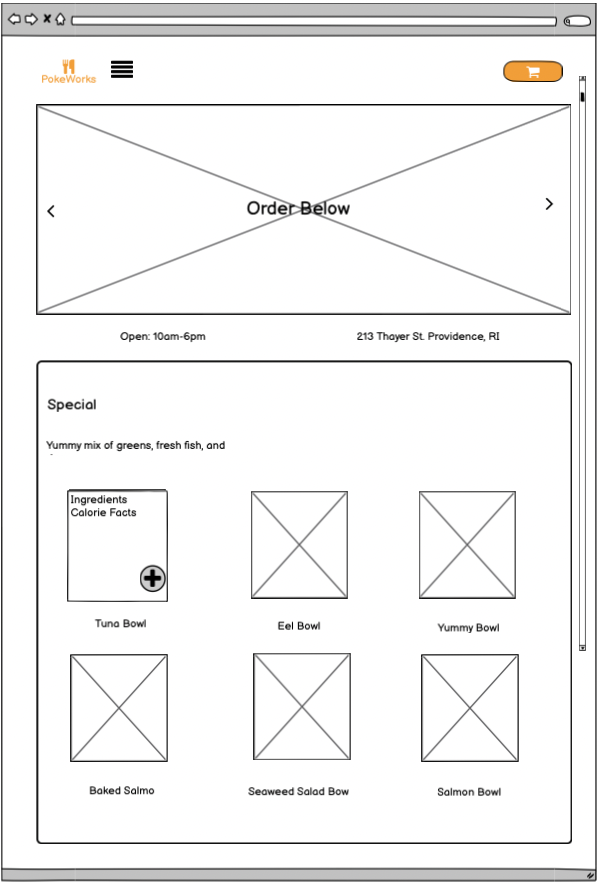 PokeWorks
Order Below
Open: 10am-6pm
213 Thayer St. Providence, RI
Special
Yummy mix of greens, fresh fish, and
Ingredients
Calorie Facts
Tuna Bowl
Eel Bowl
Yummy Bowl
Baked Salmo
Seaweed Salad Bow
Salmon Bowl